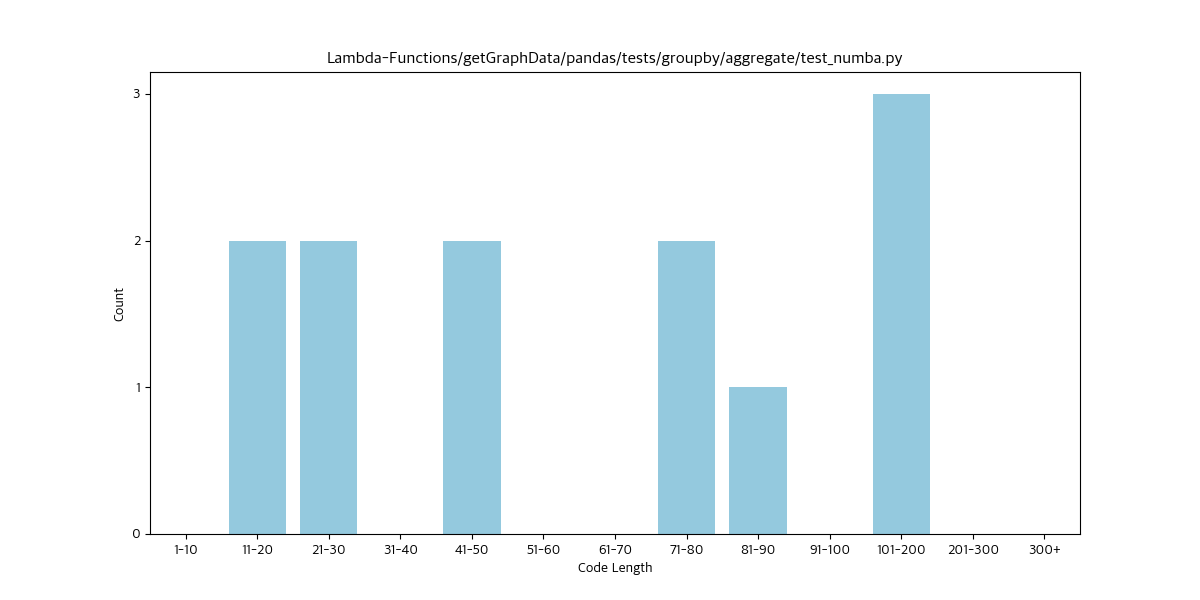 Lambda-Functions/getGraphData/pandas/tests/groupby/aggregate/test_numba.py
3
2
1
0
Count
1-10 11-20 21-30 31-40 41-50 51-60 61-70 71-80 81-90 91-100 101-200 201-300 300+
Code Length